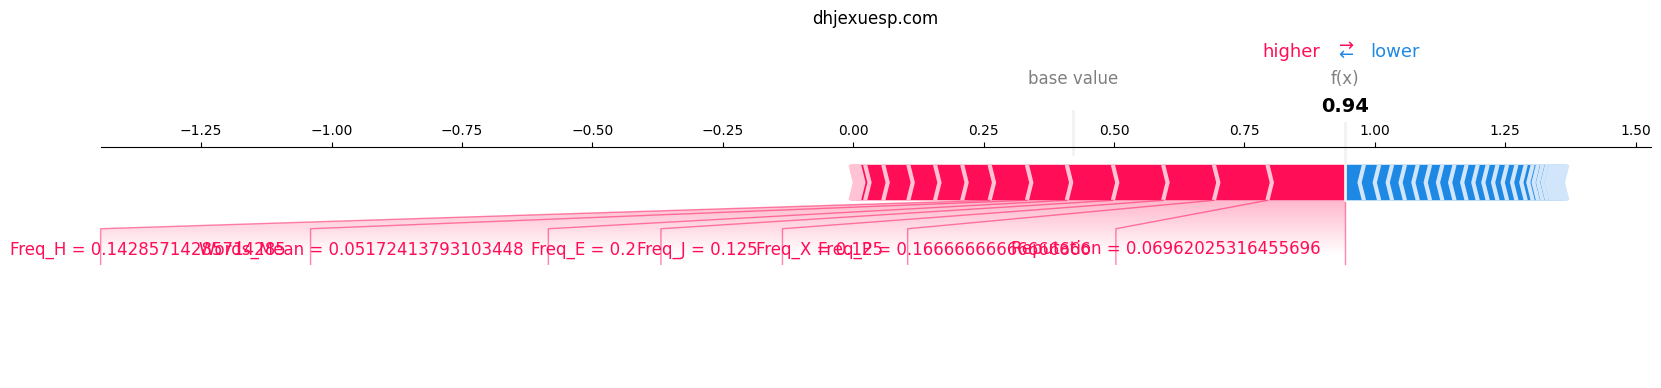 dhjexuesp.com
higher → ← lower
base value f(x)
0.94
−1.25 −1.00 −0.75 −0.50 −0.25 0.00 0.25 0.50 0.75 1.00 1.25 1.50
Freq_H = 0.14285714285714285 Words_Mean = 0.05172413793103448 Freq_E = 0.2 Freq_J = 0.125 Freq_X = 0.125 Freq_P = 0.16666666666666666 Reputation = 0.06962025316455696